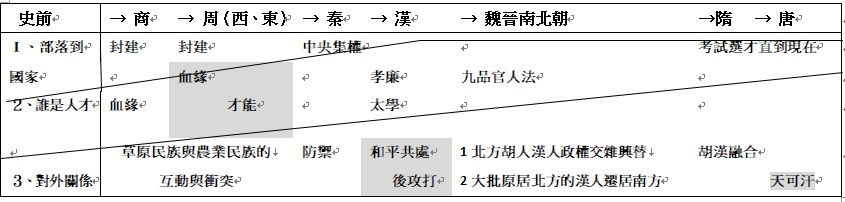 史前 → 商 → 周(西、東) → 秦 → 漢 → 魏晉南北朝 →隋 → 唐
1、部落到 封建 封建 中央集權 考試選才直到現在
國家 血緣 孝廉 九品官人法
2、誰是人才 血緣 才能 太學
草原民族與農業民族的 防禦 和平共處 1 北方胡人漢人政權交雜興替 胡漢融合
3、對外關係 互動與衝突 後攻打 2 大批原居北方的漢人遷居南方 天可汗